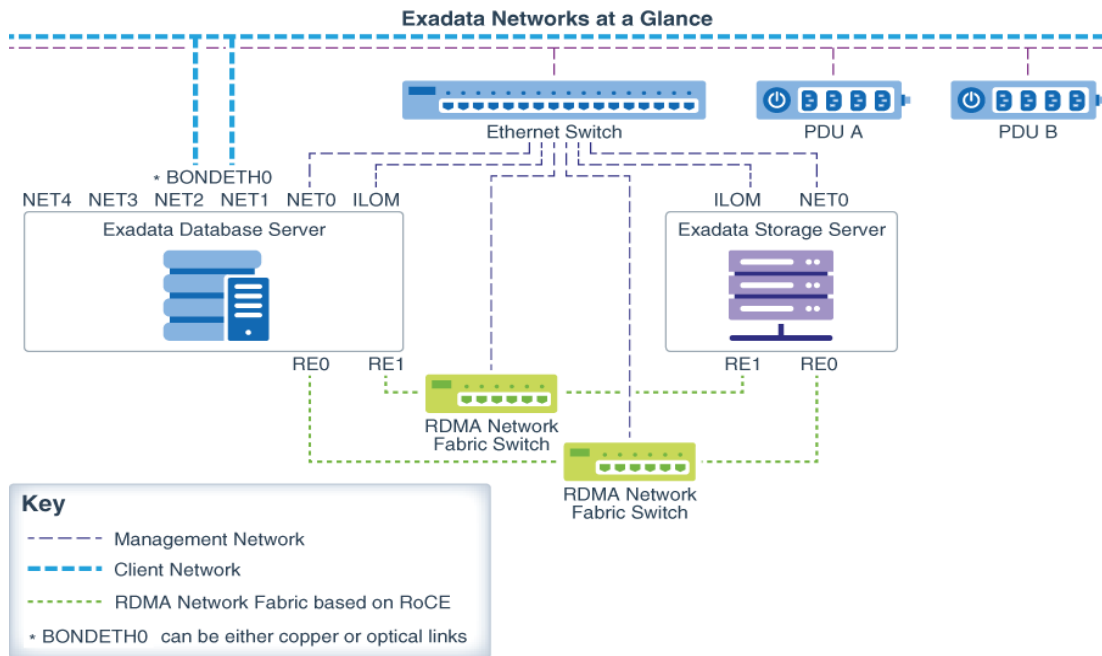 Exadata Networks at a Glance
Ethernet Switch
PDU A
PDU B
* BONDETH0
NET4 NET3 NET2 NET1 NET0 ILOM
ILOM NET0
Exadata Database Server
Exadata Storage Server
RE0 RE1
RE1 RE0
RDMA Network
Fabric Switch
RDMA Network
Fabric Switch
Key
Management Network
Client Network
RDMA Network Fabric based on RoCE
* BONDETH0 can be either copper or optical links